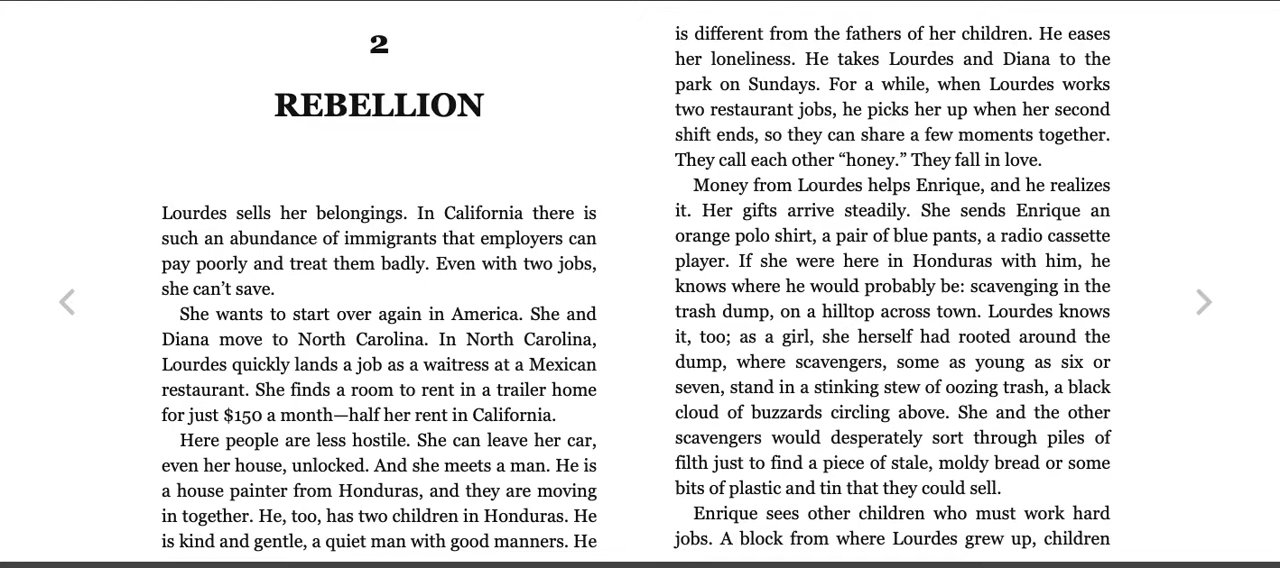 2
REBELLION
Lourdes sells her belongings. In California there is
such an abundance of immigrants that employers can
pay poorly and treat them badly. Even with two jobs,
she can’t save.
She wants to start over again in America. She and
Diana move to North Carolina. In North Carolina,
Lourdes quickly lands a job as a waitress at a Mexican
restaurant. She finds a room to rent in a trailer home
for just $150 a month—half her rent in California.
Here people are less hostile. She can leave her car,
even her house, unlocked. And she meets a man. He is
a house painter from Honduras, and they are moving
in together. He, too, has two children in Honduras. He
is kind and gentle, a quiet man with good manners. He
is different from the fathers of her children. He eases
her loneliness. He takes Lourdes and Diana to the
park on Sundays. For a while, when Lourdes works
two restaurant jobs, he picks her up when her second
shift ends, so they can share a few moments together.
They call each other “honey.” They fall in love.
Money from Lourdes helps Enrique, and he realizes
it. Her gifts arrive steadily. She sends Enrique an
orange polo shirt, a pair of blue pants, a radio cassette
player. If she were here in Honduras with him, he
knows where he would probably be: scavenging in the
trash dump, on a hilltop across town. Lourdes knows
it, too; as a girl, she herself had rooted around the
dump, where scavengers, some as young as six or
seven, stand in a stinking stew of oozing trash, a black
cloud of buzzards circling above. She and the other
scavengers would desperately sort through piles of
filth just to find a piece of stale, moldy bread or some
bits of plastic and tin that they could sell.
Enrique sees other children who must work hard
jobs. A block from where Lourdes grew up, children